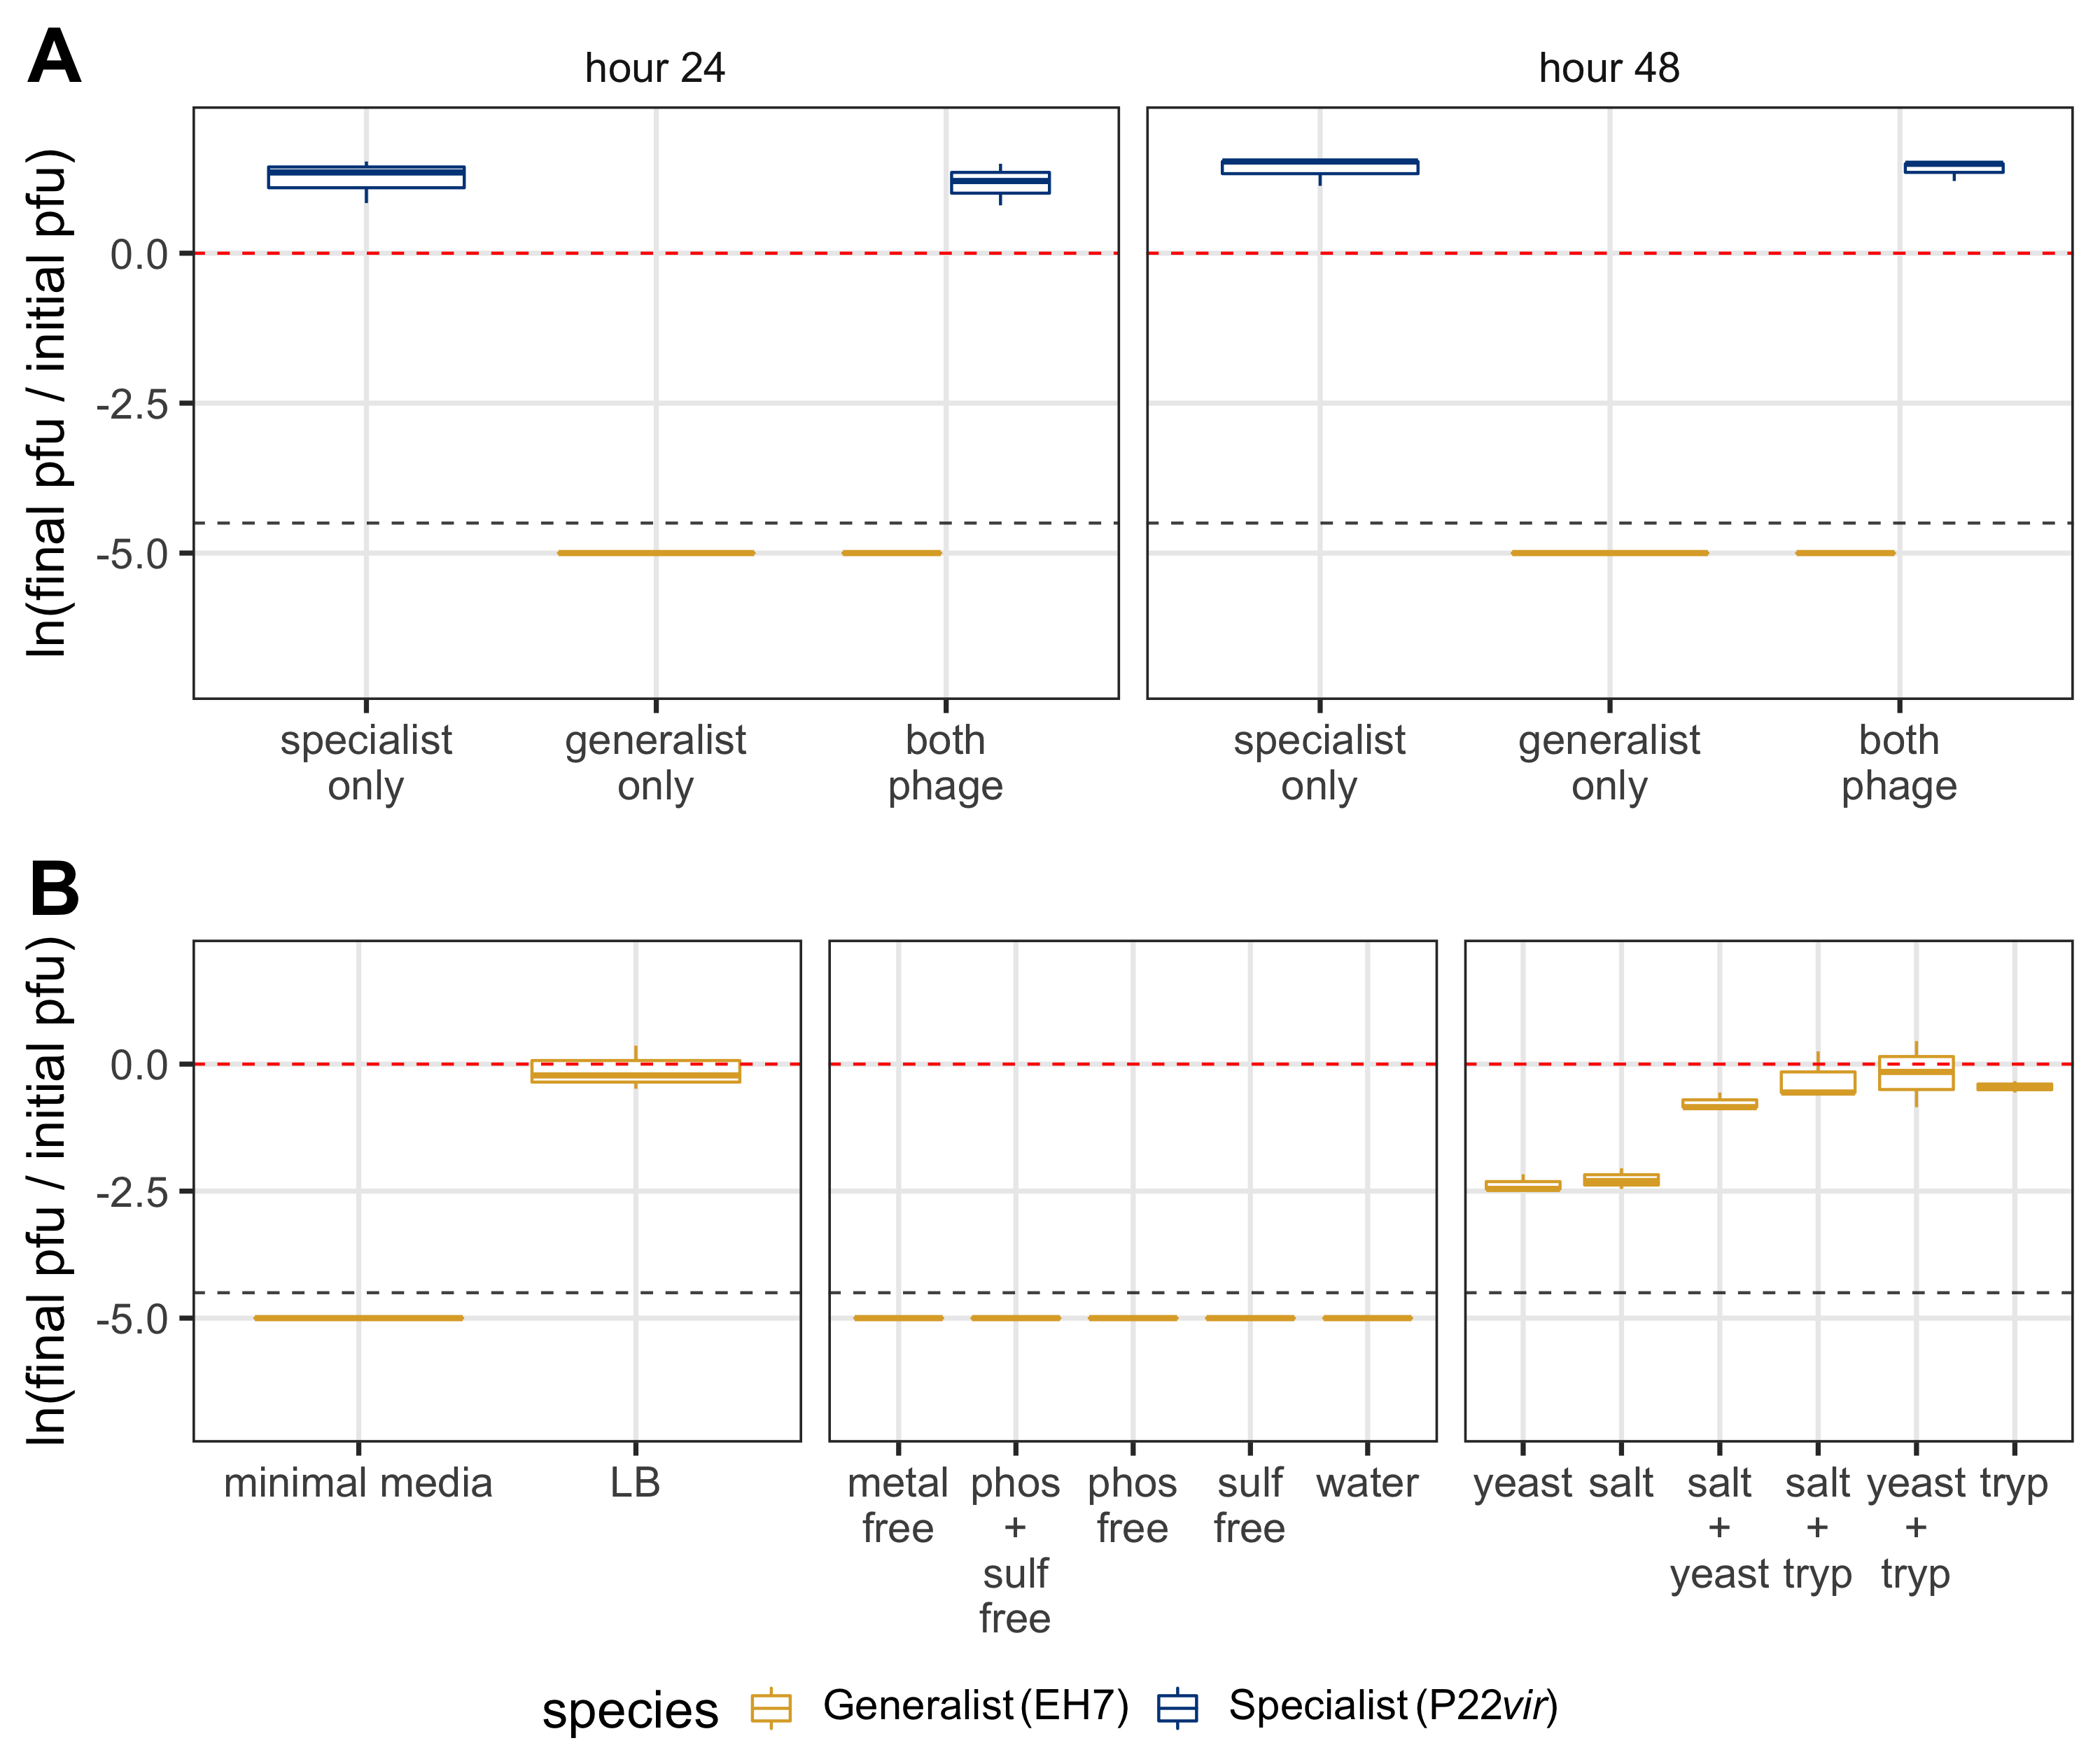 A
hour 24
hour 48
ln(final pfu / initial pfu)
0.0
-2.5
-5.0
specialist
only
generalist
only
both
phage
specialist
only
generalist
only
both
phage
B
ln(final pfu / initial pfu)
0.0
-2.5
-5.0
minimal media
LB
metal
free
phos
+
sulf
free
phos
free
sulf
free
water
yeast
salt
salt
+
yeast
salt
+
tryp
yeast
+
tryp
tryp
species
Generalist (EH7)
Specialist (P22vir)